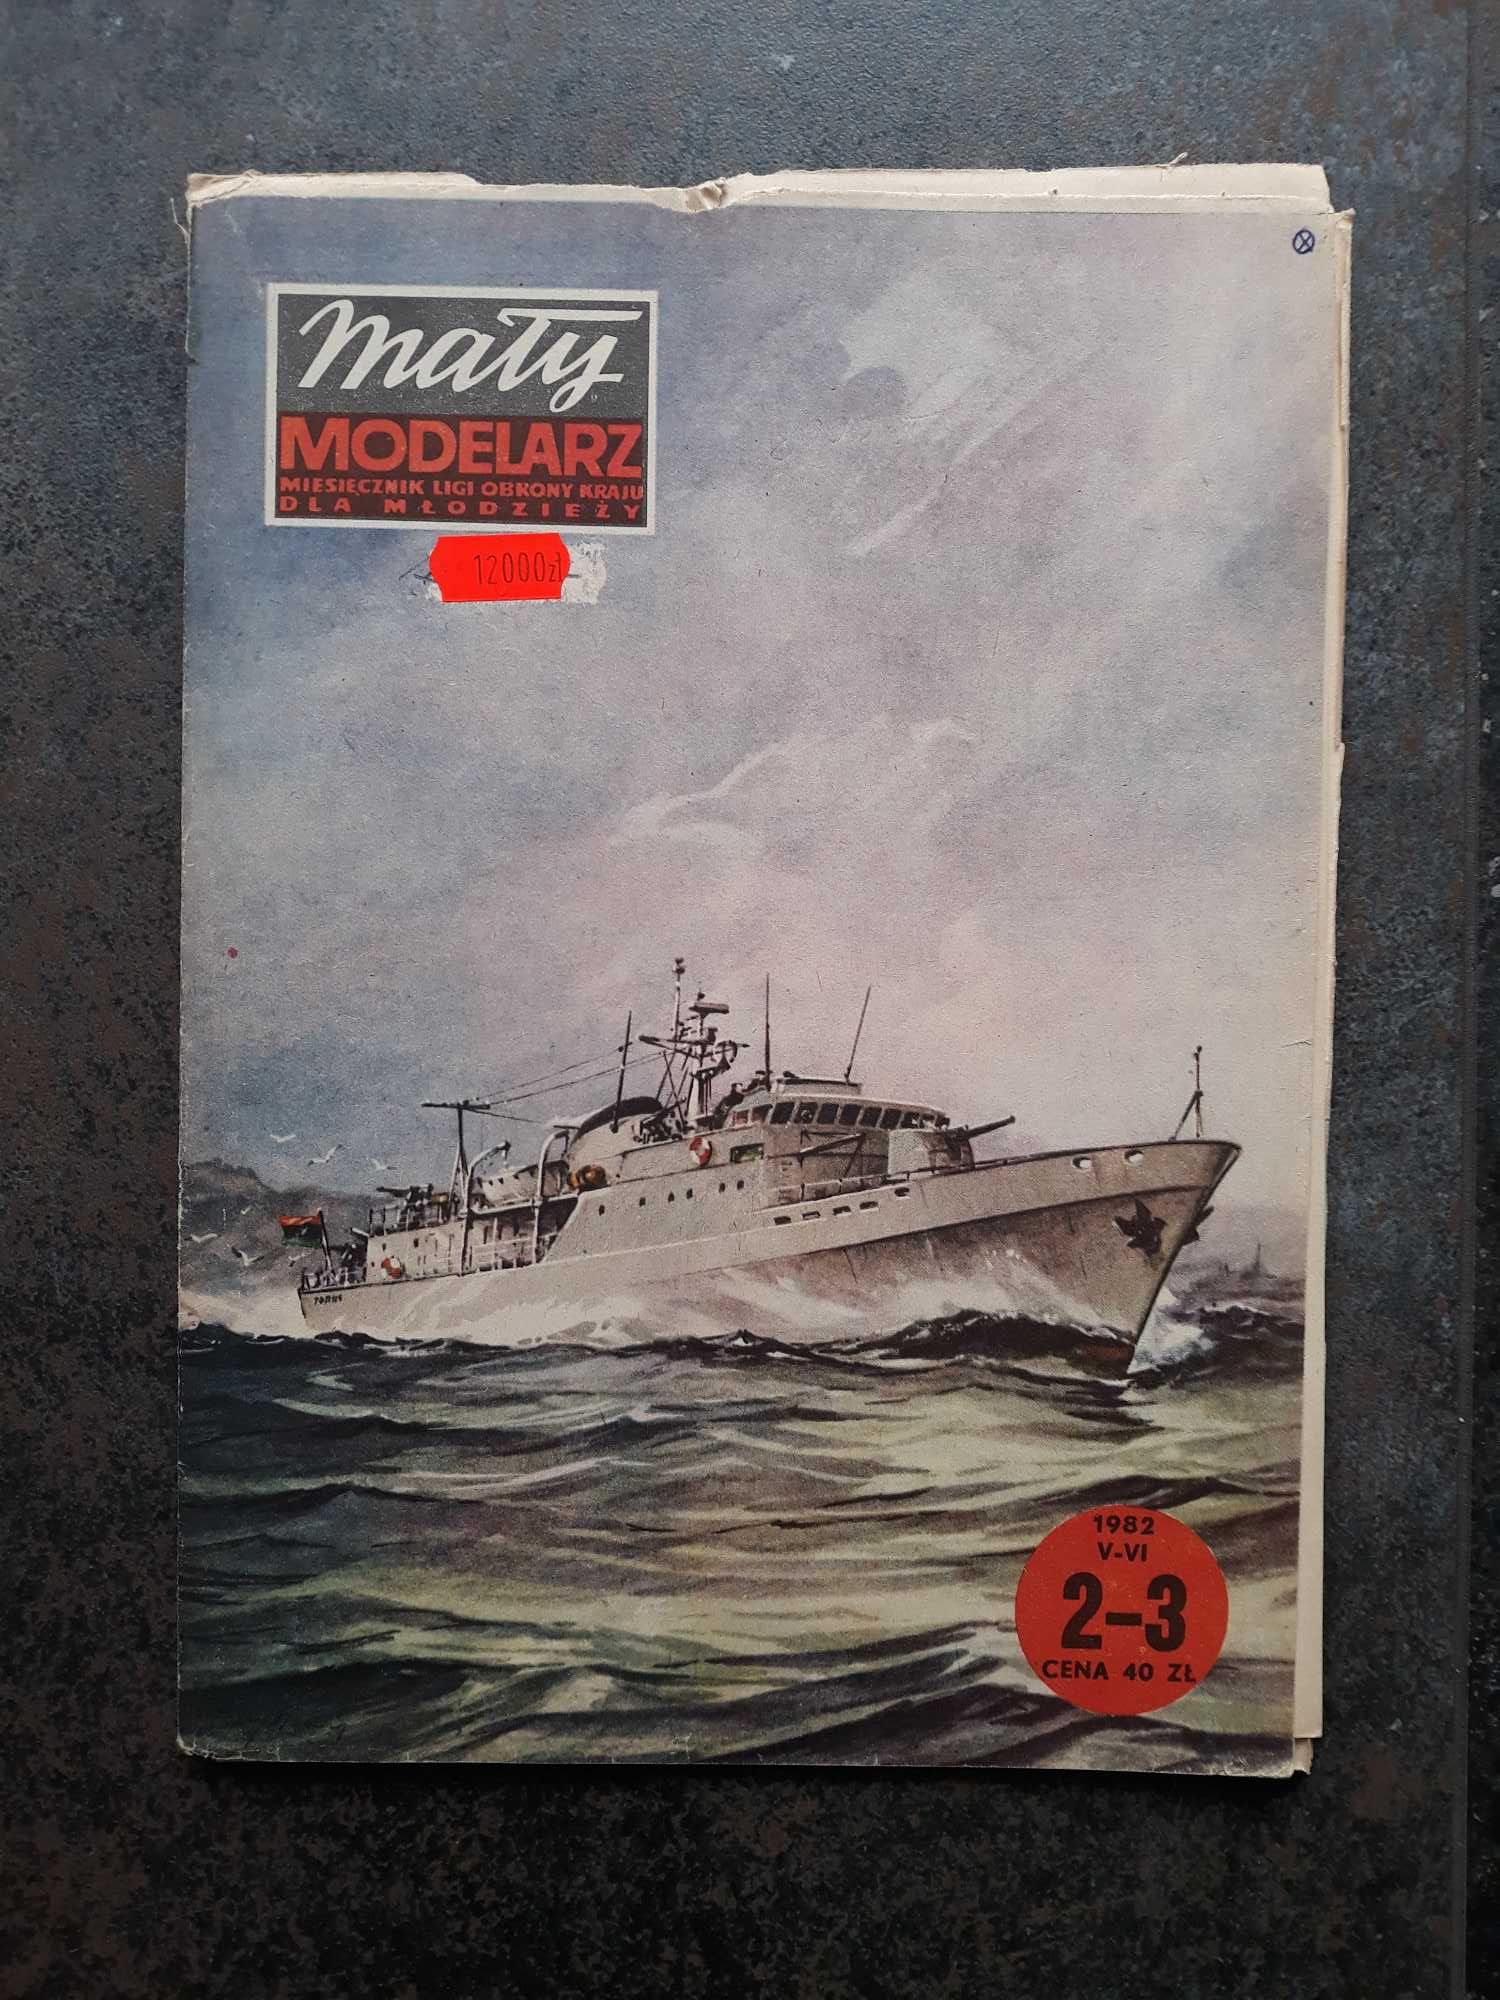 mały
MODELARZ
MIESIĘCZNIK LIGI OBRONY KRAJU
DLA MŁODZIEŻY
12000zł
1982
V-VI
2-3
CENA 40 ZŁ